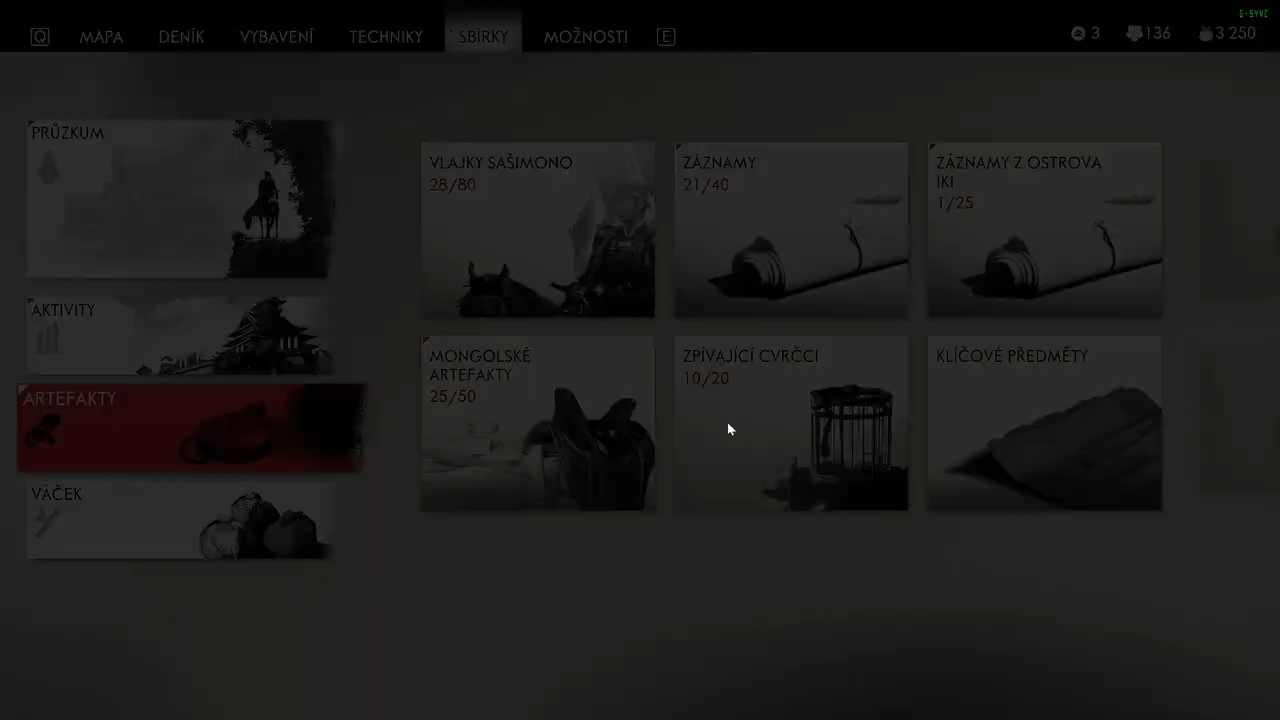 G-SYNC
Q MAPA DENÍK VYBAVENÍ TECHNIKY SBÍRKY MOŽNOSTI E 3 136 3 250
PRŮZKUM
AKTIVITY
ARTEFAKTY
VÁČEK
VLAJKY SAŠIMONO
28/80
ZÁZNAMY
21/40
ZÁZNAMY Z OSTROVA
IKI
1/25
MONGOLSKÉ
ARTEFAKTY
25/50
ZPÍVAJÍCÍ CVRČCI
10/20
KLÍČOVÉ PŘEDMĚTY